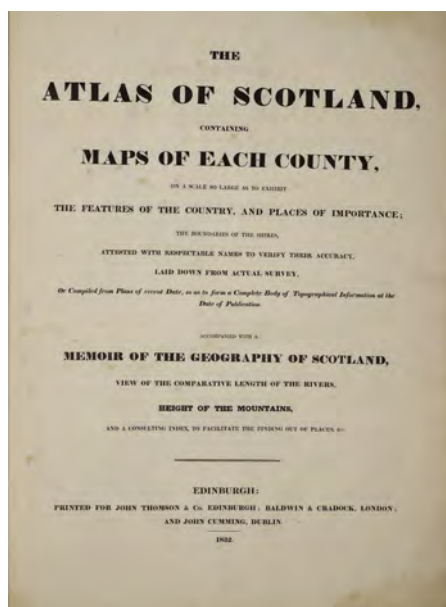 THE
ATLAS OF SCOTLAND,
CONTAINING
MAPS OF EACH COUNTY,
ON A SCALE SO LARGE AS TO EXHIBIT
THE FEATURES OF THE COUNTRY, AND PLACES OF IMPORTANCE;
THE BOUNDARIES OF THE SHIRES,
ATTESTED WITH RESPECTABLE NAMES TO VERIFY THEIR ACCURACY,
LAID DOWN FROM ACTUAL SURVEY,
Or Compiled from Plans of recent Date, so as to form a Complete Body of Topographical Information at the
Date of Publication.
ACCOMPANIED WITH A
MEMOIR OF THE GEOGRAPHY OF SCOTLAND,
VIEW OF THE COMPARATIVE LENGTH OF THE RIVERS,
HEIGHT OF THE MOUNTAINS,
AND A CONSULTING INDEX, TO FACILITATE THE FINDING OUT OF PLACES, &c.
EDINBURGH:
PRINTED FOR JOHN THOMSON & Co. EDINBURGH; BALDWIN & CRADOCK, LONDON;
AND JOHN CUMMING, DUBLIN.
1832.